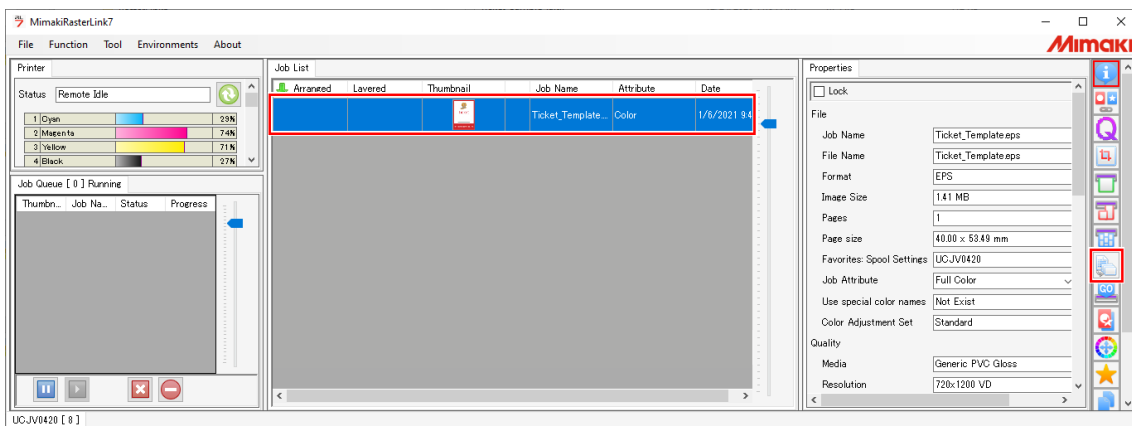 MimakiRasterLink7
File Function Tool Environments About
Mimaki
Printer
Status Remote Idle
1 Cyan 29%
2 Magenta 74%
3 Yellow 71%
4 Black 27%
Job Queue [ 0 ] Running
Thumbn... Job Na... Status Progress
Job List
Arranged Layered Thumbnail Job Name Attribute Date
Ticket_Template... Color 1/6/2021 9:4
Properties
Lock
File
Job Name Ticket_Template.eps
File Name Ticket_Template.eps
Format EPS
Image Size 1.41 MB
Pages 1
Page size 40.00 x 53.49 mm
Favorites: Spool Settings UCJV0420
Job Attribute Full Color
Use special color names Not Exist
Color Adjustment Set Standard
Quality
Media Generic PVC Gloss
Resolution 720x1200 VD
GO
UCJV0420 [ 8 ]